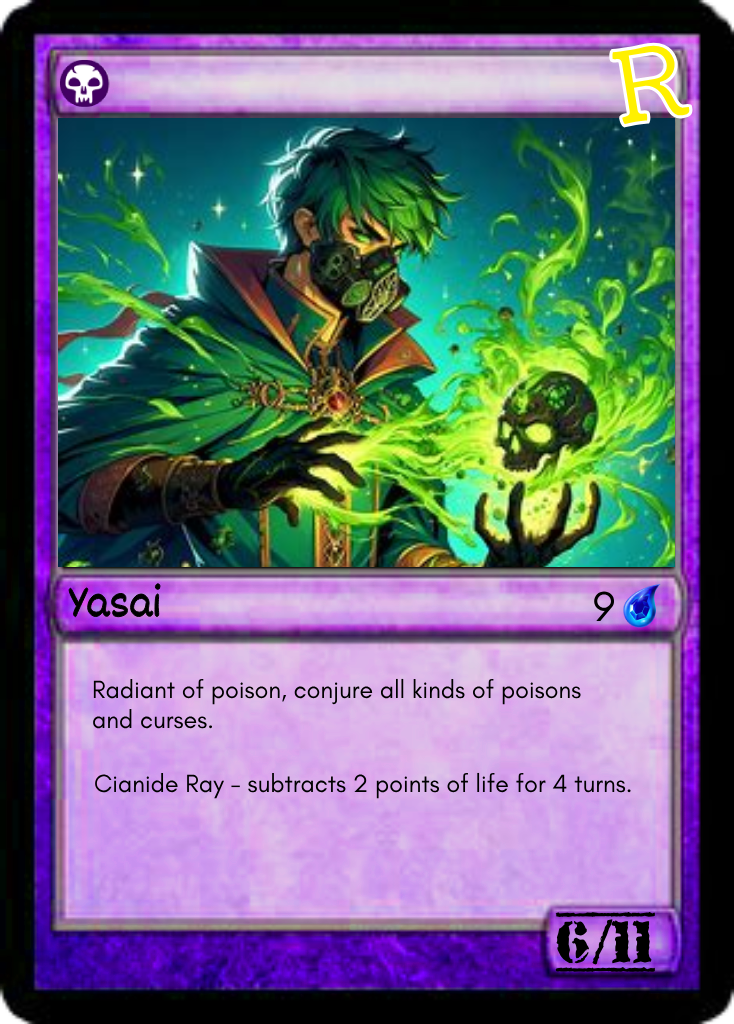 R
Yasai
9
Radiant of poison, conjure all kinds of poisons
and curses.
Cianide Ray - subtracts 2 points of life for 4 turns.
6/11